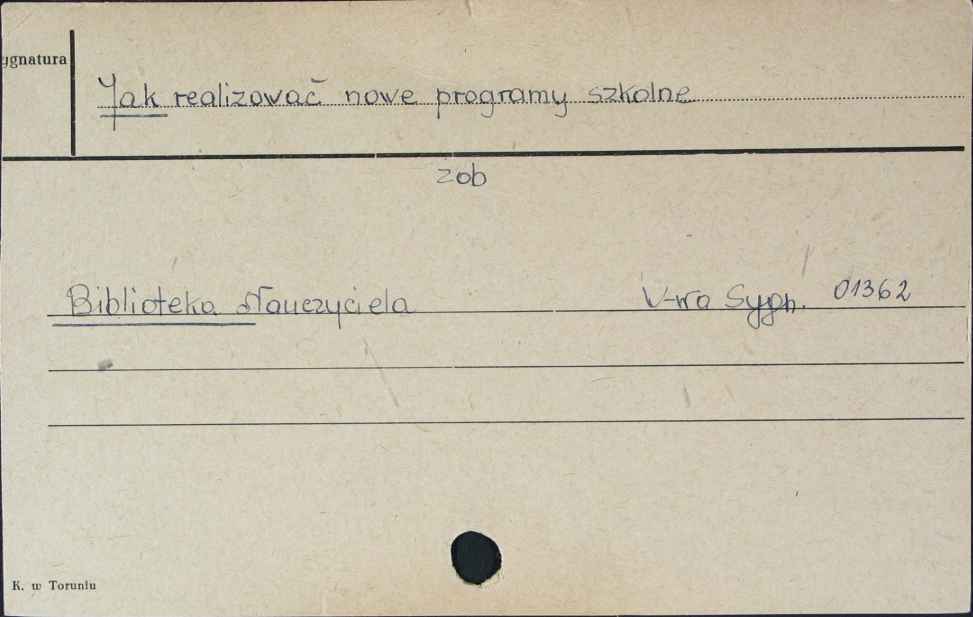 ygnatura
Jak realizować nowe programy szkolne
zob
Biblioteka Nauczyciela V-wa Sygn. 01362
K. w Toruniu